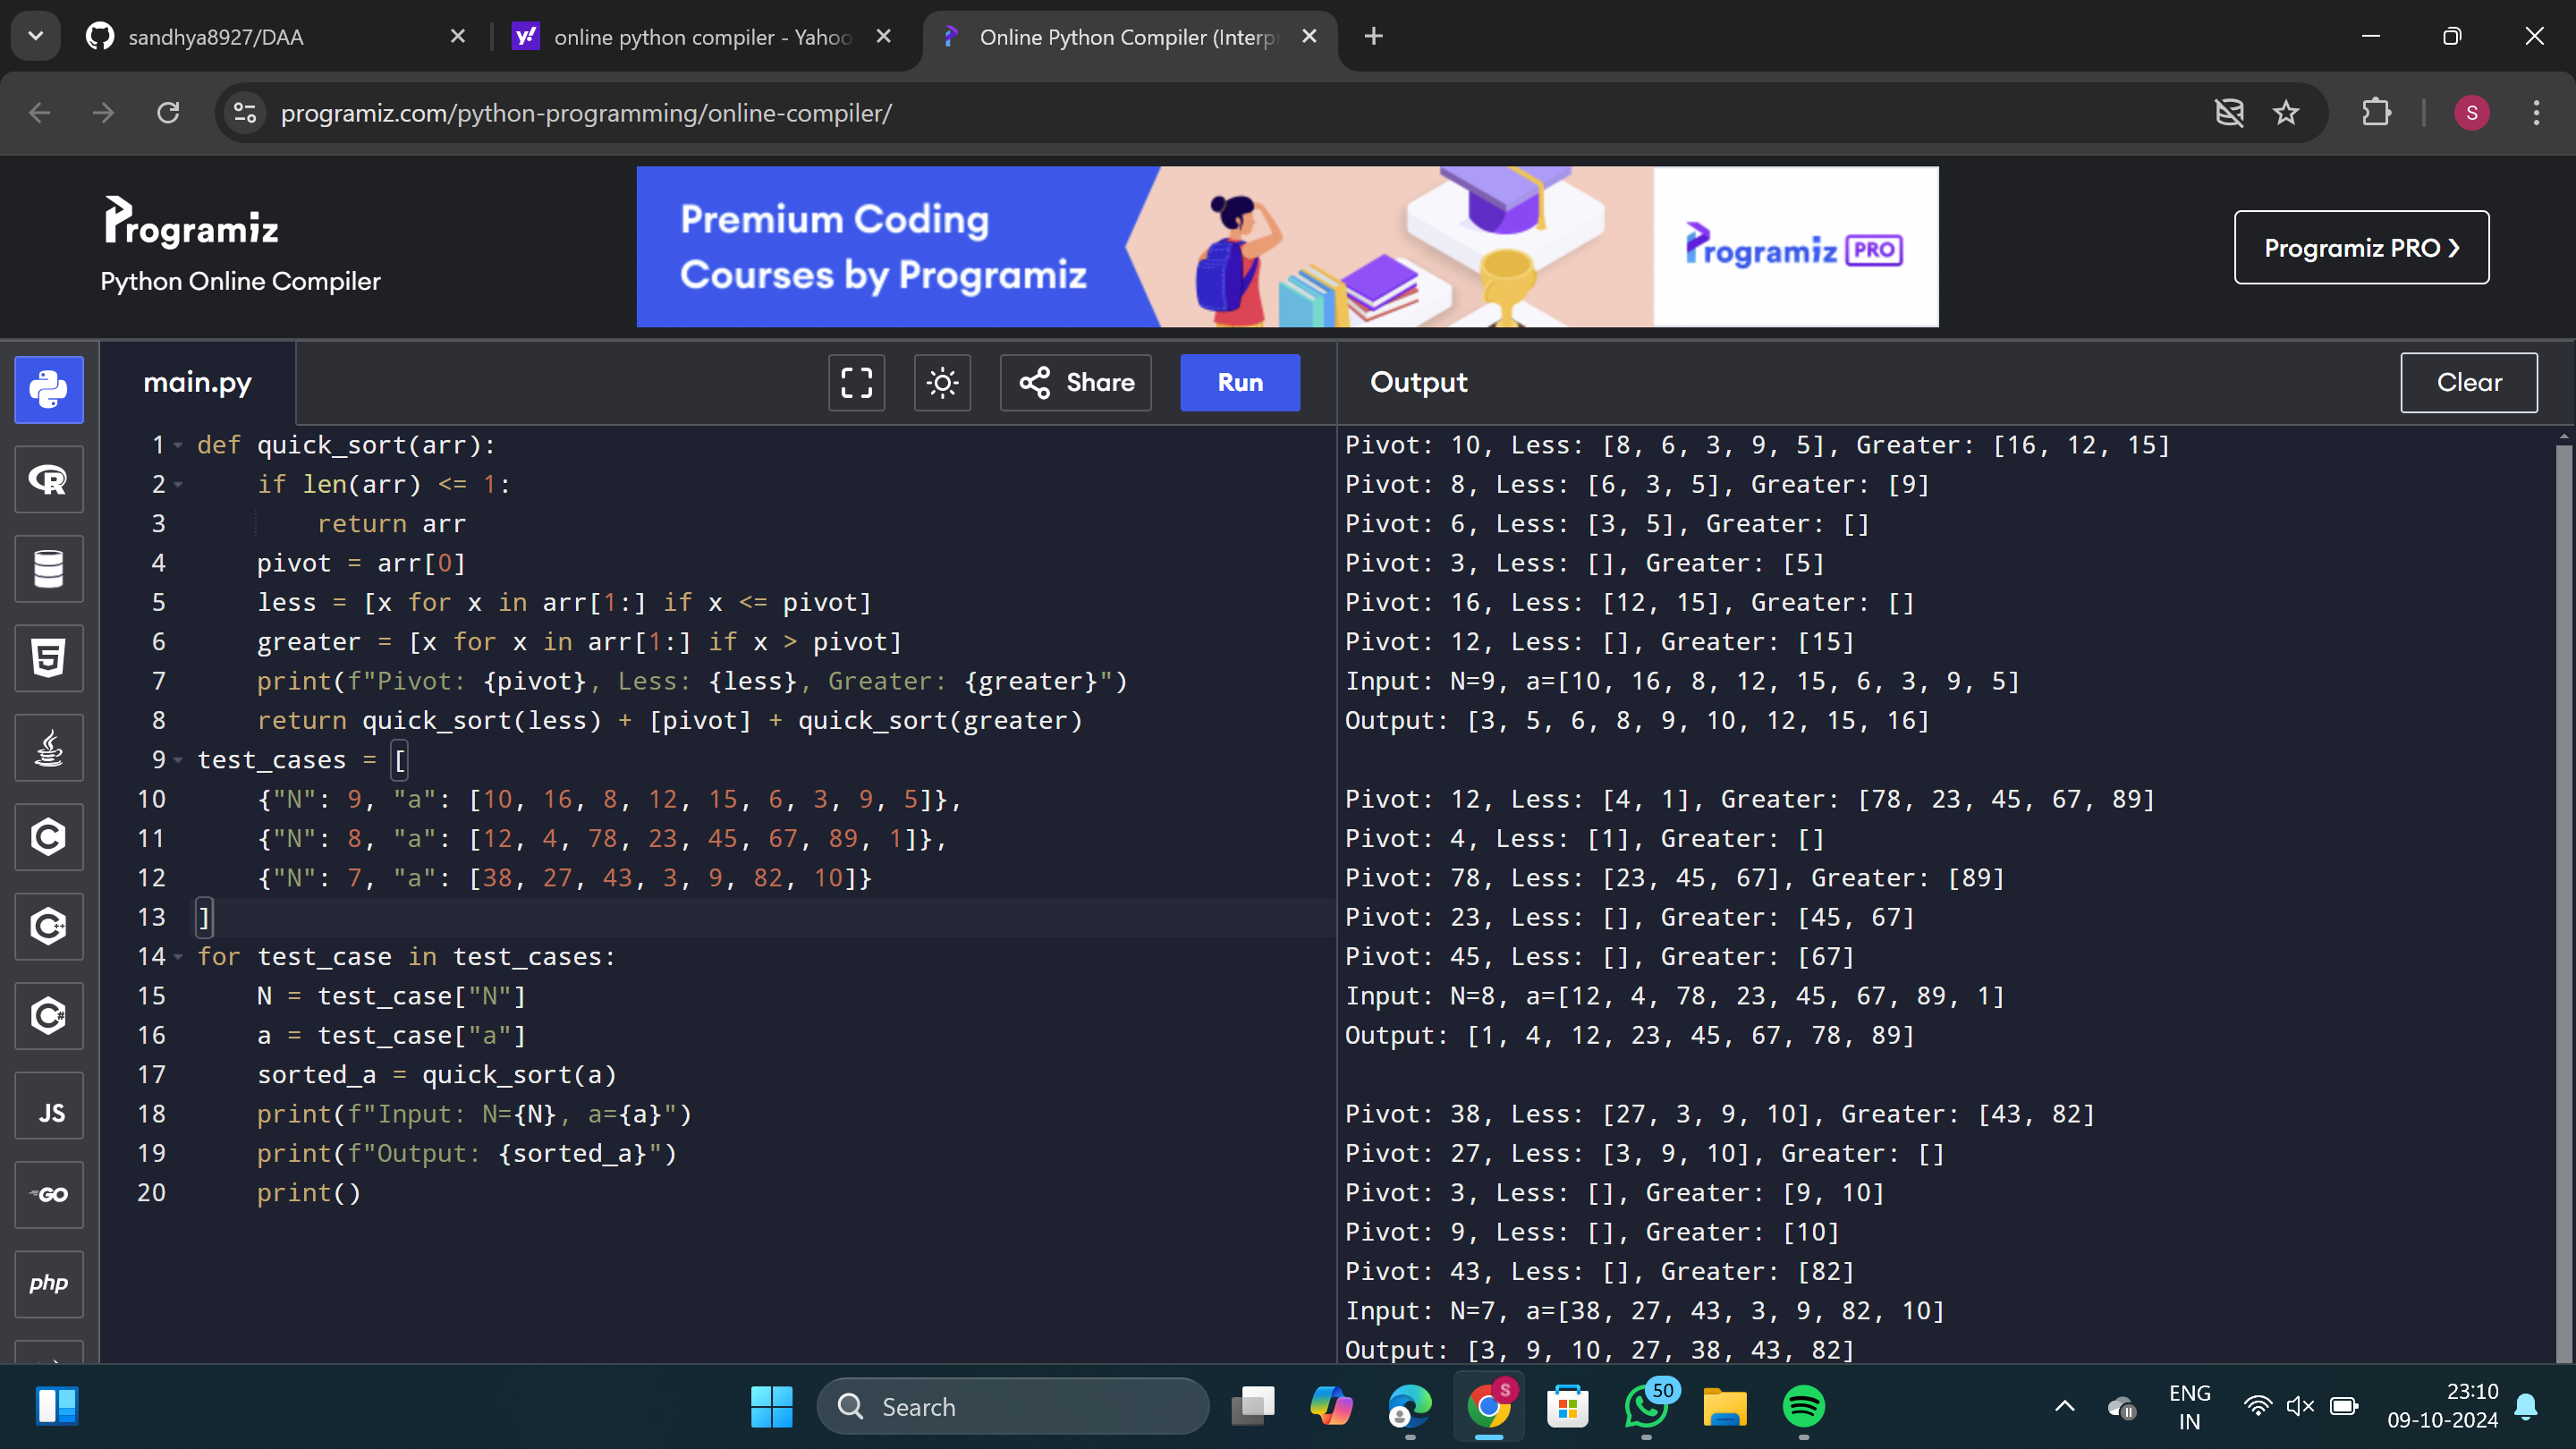 sandhya8927/DAA
online python compiler - Yahoo
Online Python Compiler (Interp
programiz.com/python-programming/online-compiler/
S
Programiz
Python Online Compiler
Premium Coding
Courses by Programiz
Programiz PRO
Programiz PRO
main.py
Share
Run
Output
Clear
1 def quick_sort(arr):
2     if len(arr) <= 1:
3         return arr
4     pivot = arr[0]
5     less = [x for x in arr[1:] if x <= pivot]
6     greater = [x for x in arr[1:] if x > pivot]
7     print(f"Pivot: {pivot}, Less: {less}, Greater: {greater}")
8     return quick_sort(less) + [pivot] + quick_sort(greater)
9 test_cases = [
10     {"N": 9, "a": [10, 16, 8, 12, 15, 6, 3, 9, 5]},
11     {"N": 8, "a": [12, 4, 78, 23, 45, 67, 89, 1]},
12     {"N": 7, "a": [38, 27, 43, 3, 9, 82, 10]}
13 ]
14 for test_case in test_cases:
15     N = test_case["N"]
16     a = test_case["a"]
17     sorted_a = quick_sort(a)
18     print(f"Input: N={N}, a={a}")
19     print(f"Output: {sorted_a}")
20     print()
Pivot: 10, Less: [8, 6, 3, 9, 5], Greater: [16, 12, 15]
Pivot: 8, Less: [6, 3, 5], Greater: [9]
Pivot: 6, Less: [3, 5], Greater: []
Pivot: 3, Less: [], Greater: [5]
Pivot: 16, Less: [12, 15], Greater: []
Pivot: 12, Less: [], Greater: [15]
Input: N=9, a=[10, 16, 8, 12, 15, 6, 3, 9, 5]
Output: [3, 5, 6, 8, 9, 10, 12, 15, 16]
Pivot: 12, Less: [4, 1], Greater: [78, 23, 45, 67, 89]
Pivot: 4, Less: [1], Greater: []
Pivot: 78, Less: [23, 45, 67], Greater: [89]
Pivot: 23, Less: [], Greater: [45, 67]
Pivot: 45, Less: [], Greater: [67]
Input: N=8, a=[12, 4, 78, 23, 45, 67, 89, 1]
Output: [1, 4, 12, 23, 45, 67, 78, 89]
Pivot: 38, Less: [27, 3, 9, 10], Greater: [43, 82]
Pivot: 27, Less: [3, 9, 10], Greater: []
Pivot: 3, Less: [], Greater: [9, 10]
Pivot: 9, Less: [], Greater: [10]
Pivot: 43, Less: [], Greater: [82]
Input: N=7, a=[38, 27, 43, 3, 9, 82, 10]
Output: [3, 9, 10, 27, 38, 43, 82]
R
5
C
C++
C#
JS
GO
php
Search
S
50
ENG
IN
23:10
09-10-2024